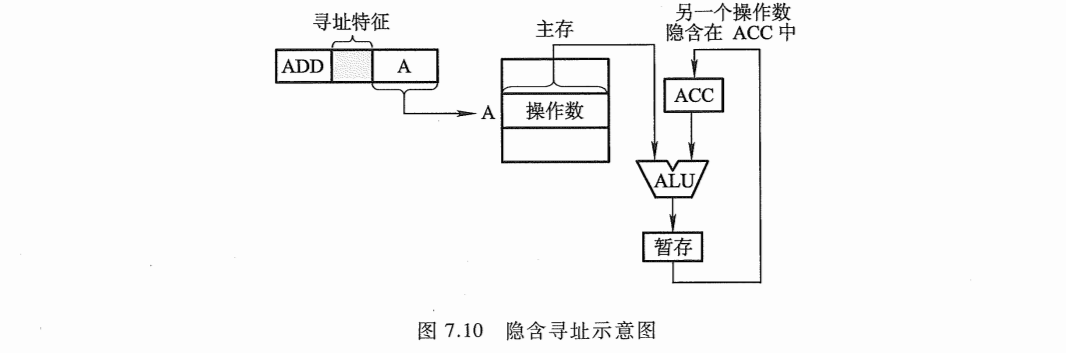 寻址特征
ADD
A
主存
A
操作数
另一个操作数
隐含在 ACC 中
ACC
ALU
暂存
图 7.10 隐含寻址示意图